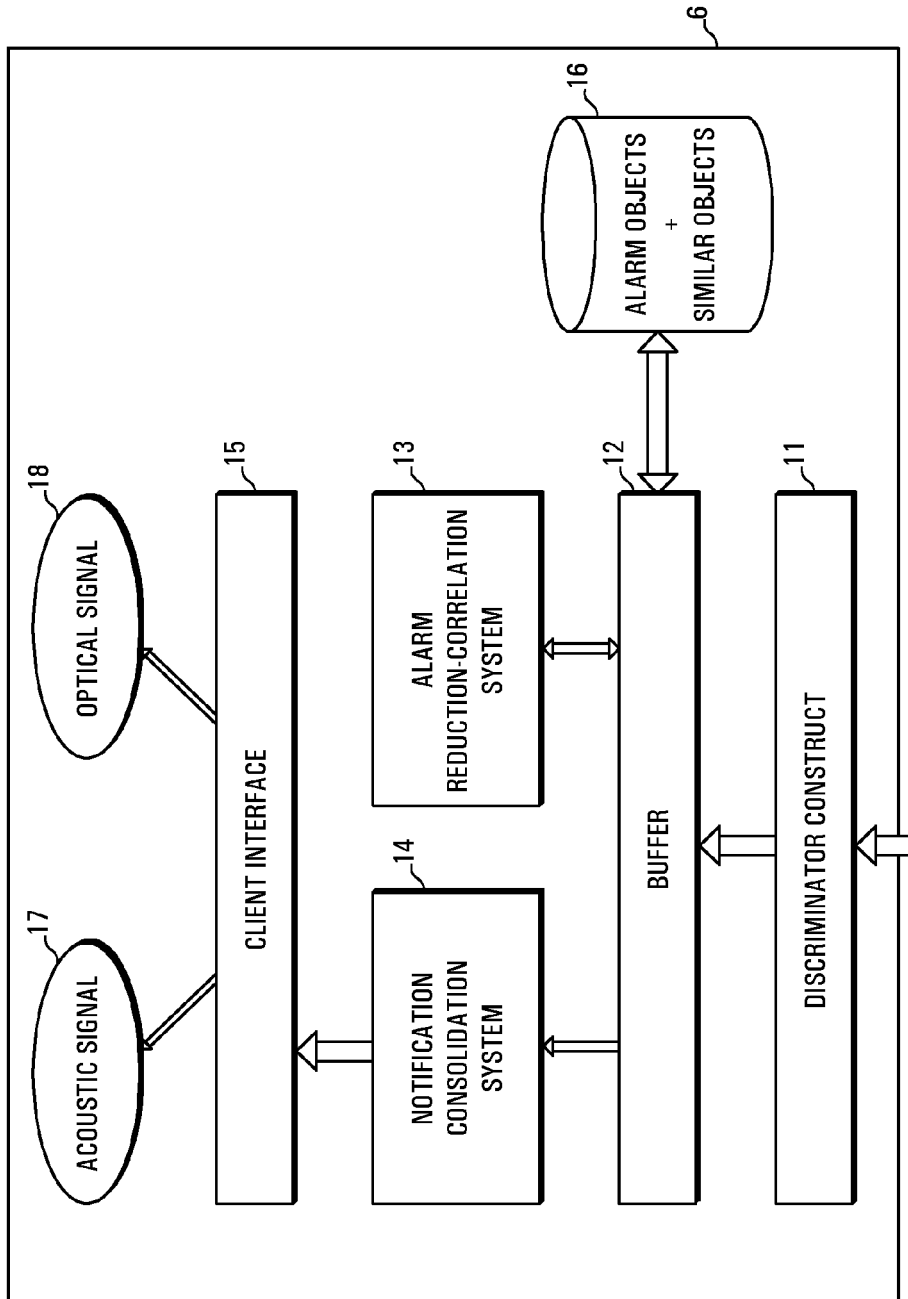 6
17
ACOUSTIC SIGNAL
18
OPTICAL SIGNAL
15
CLIENT INTERFACE
14
NOTIFICATION
CONSOLIDATION
SYSTEM
13
ALARM
REDUCTION-CORRELATION
SYSTEM
12
BUFFER
16
ALARM OBJECTS
+
SIMILAR OBJECTS
11
DISCRIMINATOR CONSTRUCT